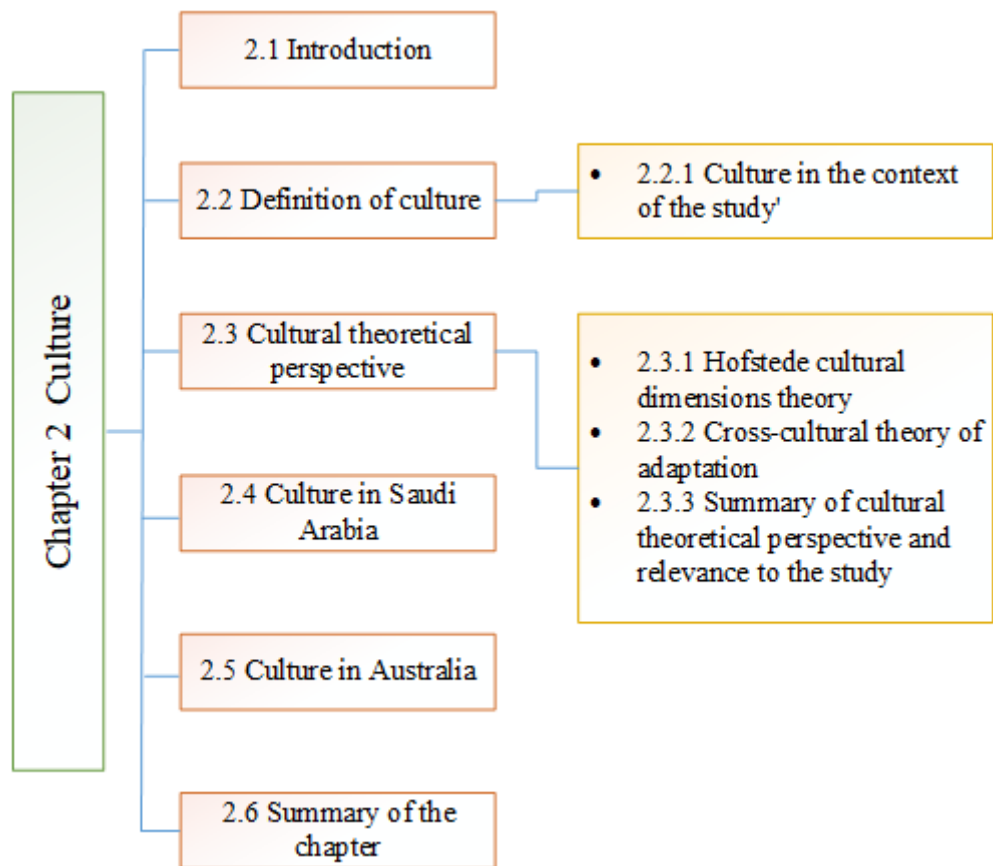 Chapter 2 Culture
2.1 Introduction
2.2 Definition of culture
• 2.2.1 Culture in the context
of the study'
2.3 Cultural theoretical
perspective
• 2.3.1 Hofstede cultural
dimensions theory
• 2.3.2 Cross-cultural theory of
adaptation
• 2.3.3 Summary of cultural
theoretical perspective and
relevance to the study
2.4 Culture in Saudi
Arabia
2.5 Culture in Australia
2.6 Summary of the
chapter